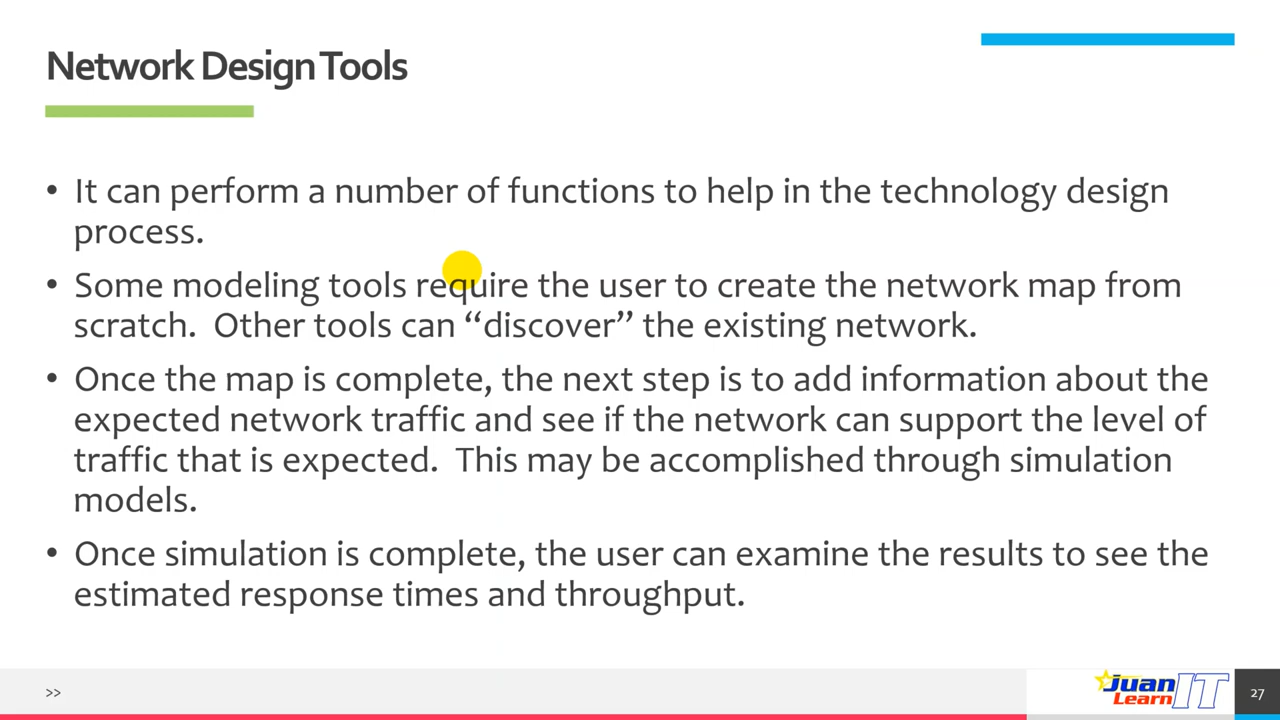 Network Design Tools
• It can perform a number of functions to help in the technology design
process.
• Some modeling tools require the user to create the network map from
scratch.  Other tools can “discover” the existing network.
• Once the map is complete, the next step is to add information about the
expected network traffic and see if the network can support the level of
traffic that is expected.  This may be accomplished through simulation
models.
• Once simulation is complete, the user can examine the results to see the
estimated response times and throughput.
>>
Juan IT
Learn
27